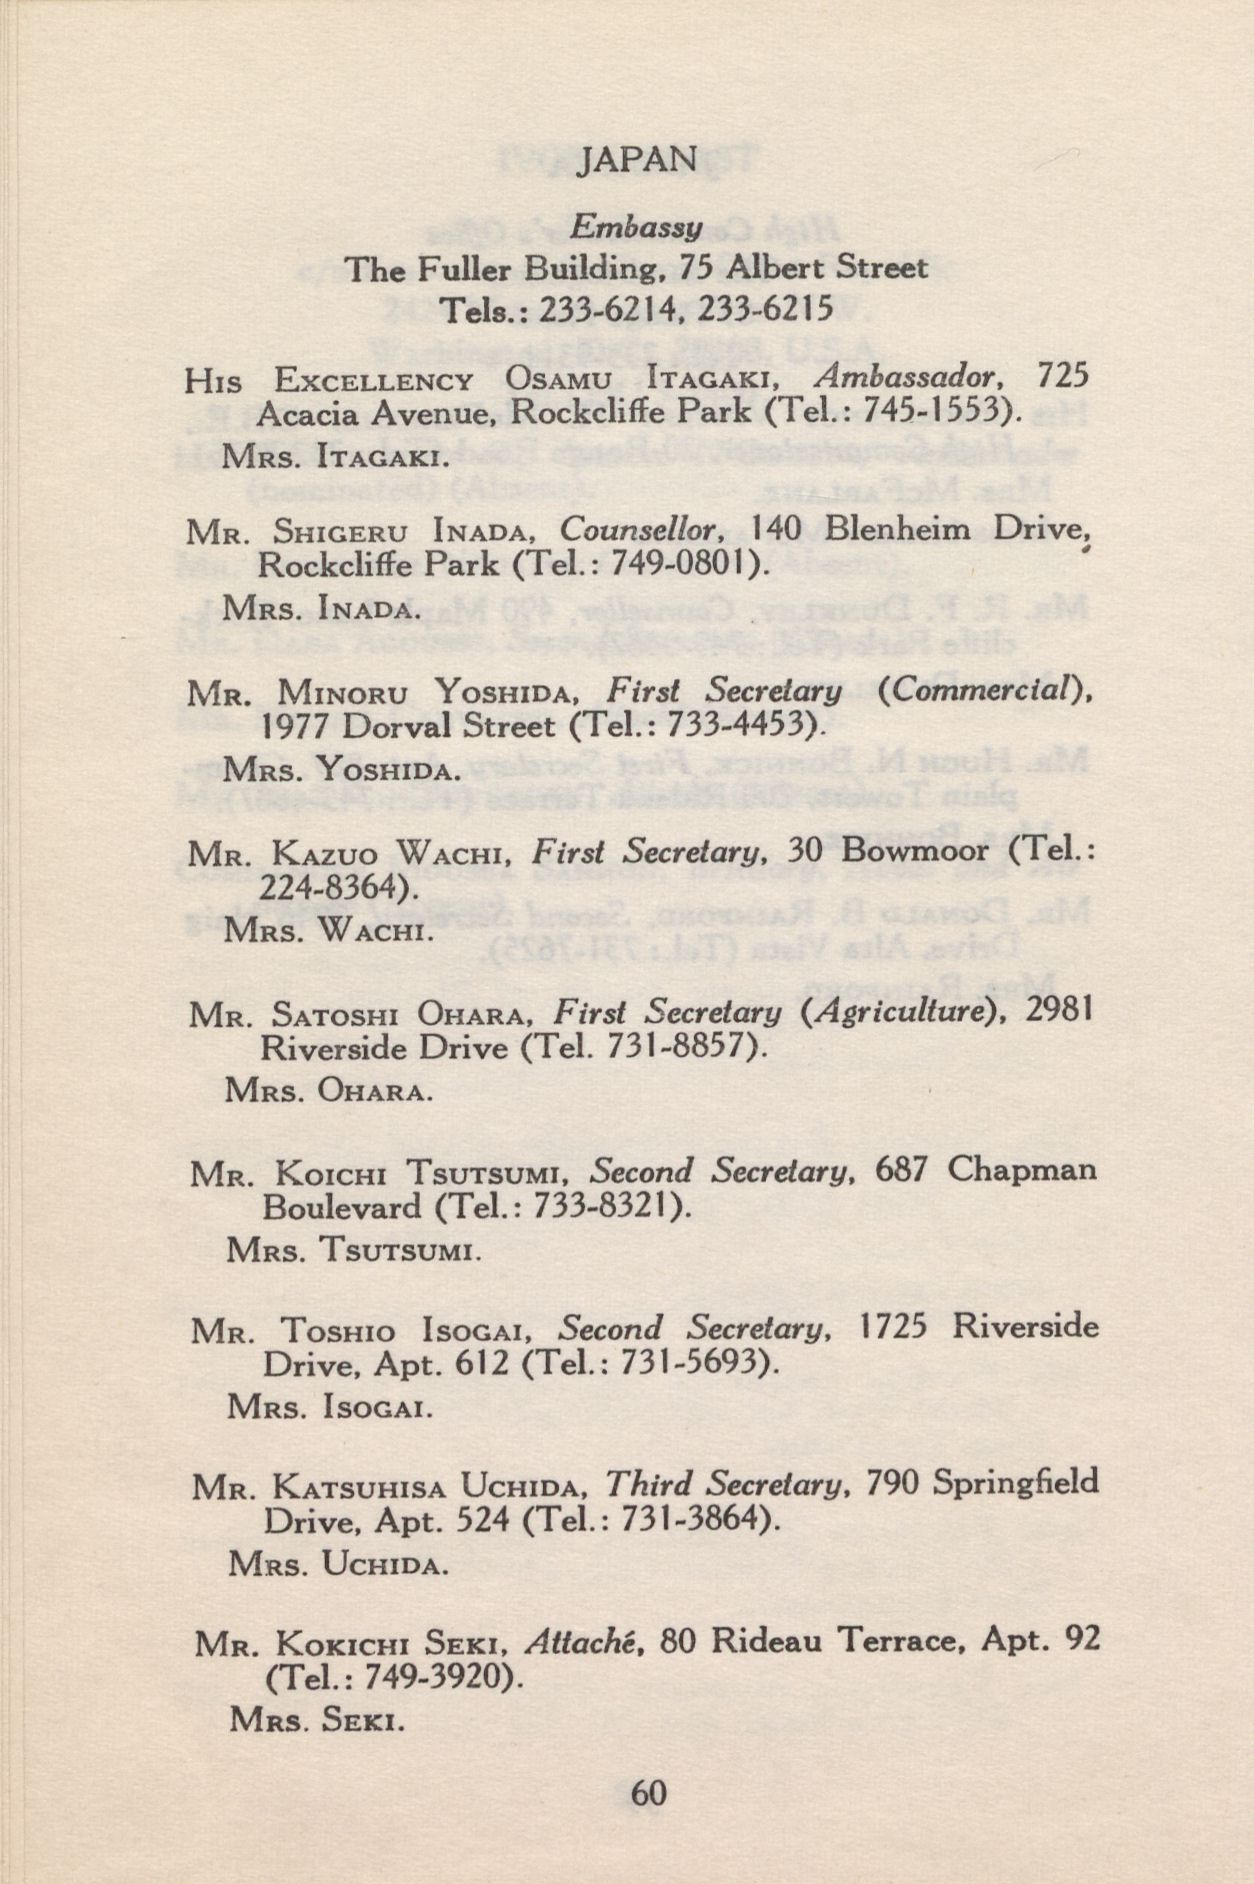 JAPAN
Embassy
The Fuller Building, 75 Albert Street
Tels.: 233-6214, 233-6215
HIS EXCELLENCY OSAMU ITAGAKI, Ambassador, 725
Acacia Avenue, Rockcliffe Park (Tel.: 745-1553).
MRS. ITAGAKI.
MR. SHIGERU INADA, Counsellor, 140 Blenheim Drive,
Rockcliffe Park (Tel.: 749-0801).
MRS. INADA.
MR. MINORU YOSHIDA, First Secretary (Commercial),
1977 Dorval Street (Tel.: 733-4453).
MRS. YOSHIDA.
MR. KAZUO WACHI, First Secretary, 30 Bowmoor (Tel.:
224-8364).
MRS. WACHI.
MR. SATOSHI OHARA, First Secretary (Agriculture), 2981
Riverside Drive (Tel. 731-8857).
MRS. OHARA.
MR. KOICHI TSUTSUMI, Second Secretary, 687 Chapman
Boulevard (Tel.: 733-8321).
MRS. TSUTSUMI.
MR. TOSHIO ISOGAI, Second Secretary, 1725 Riverside
Drive, Apt. 612 (Tel.: 731-5693).
MRS. ISOGAI.
MR. KATSUHISA UCHIDA, Third Secretary, 790 Springfield
Drive, Apt. 524 (Tel.: 731-3864).
MRS. UCHIDA.
MR. KOKICHI SEKI, Attaché, 80 Rideau Terrace, Apt. 92
(Tel.: 749-3920).
MRS. SEKI.
60